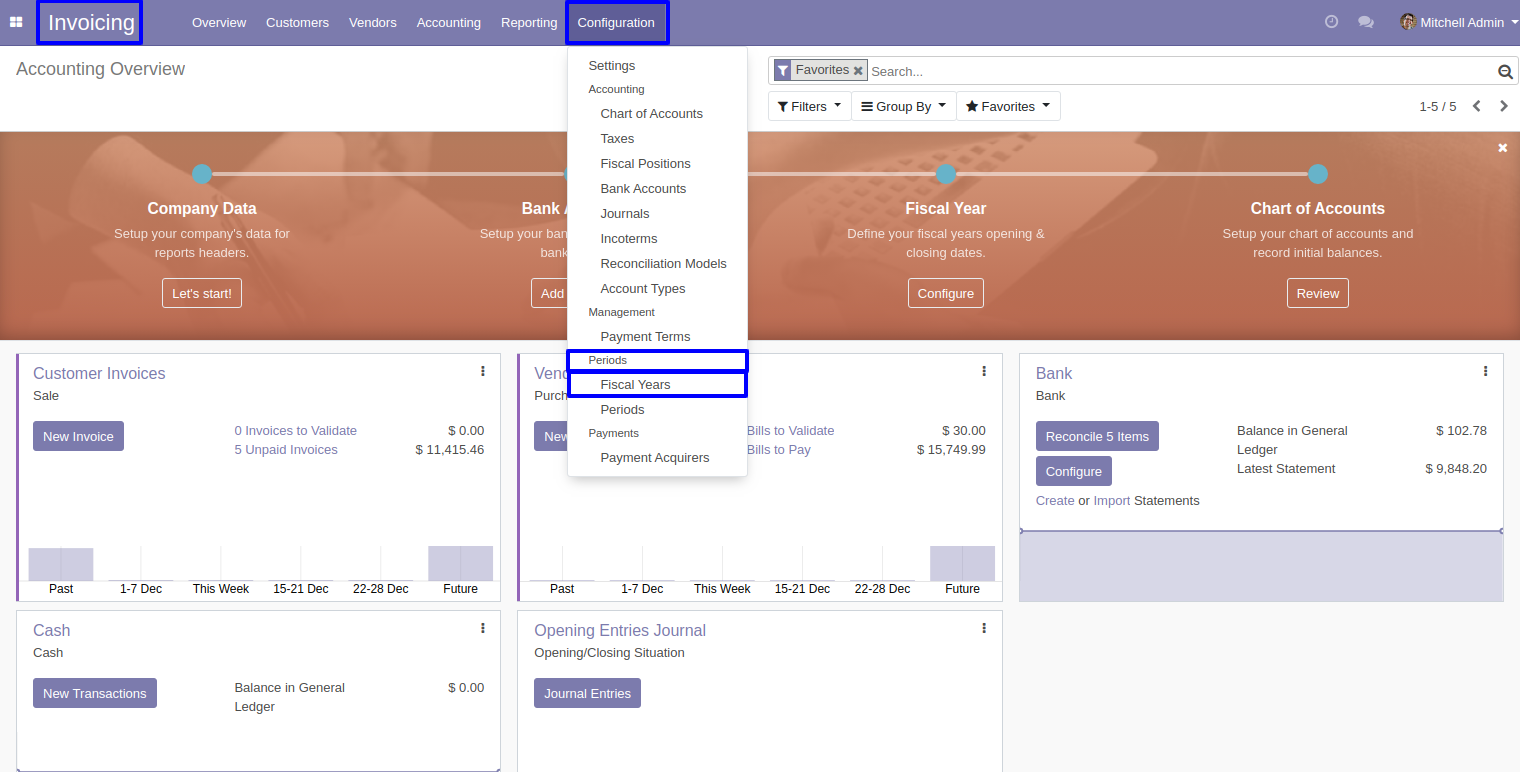 Invoicing
Overview Customers Vendors Accounting Reporting Configuration
Mitchell Admin
Accounting Overview
Favorites
Search...
Filters Group By Favorites
1-5 / 5
Settings
Accounting
Chart of Accounts
Taxes
Fiscal Positions
Bank Accounts
Journals
Incoterms
Reconciliation Models
Account Types
Management
Payment Terms
Periods
Fiscal Years
Periods
Payments
Payment Acquirers
Company Data
Setup your company's data for
reports headers.
Let's start!
Bank
Setup your
Add
Fiscal Year
Define your fiscal years opening &
closing dates.
Configure
Chart of Accounts
Setup your chart of accounts and
record initial balances.
Review
Customer Invoices
Sale
New Invoice
0 Invoices to Validate $ 0.00
5 Unpaid Invoices $ 11,415.46
Past 1-7 Dec This Week 15-21 Dec 22-28 Dec Future
Bills to Validate $ 30.00
Bills to Pay $ 15,749.99
Past 1-7 Dec This Week 15-21 Dec 22-28 Dec Future
Bank
Bank
Reconcile 5 Items
Configure
Create or Import Statements
Balance in General
Ledger
$ 102.78
Latest Statement $ 9,848.20
Cash
Cash
New Transactions
Balance in General
Ledger
$ 0.00
Opening Entries Journal
Opening/Closing Situation
Journal Entries